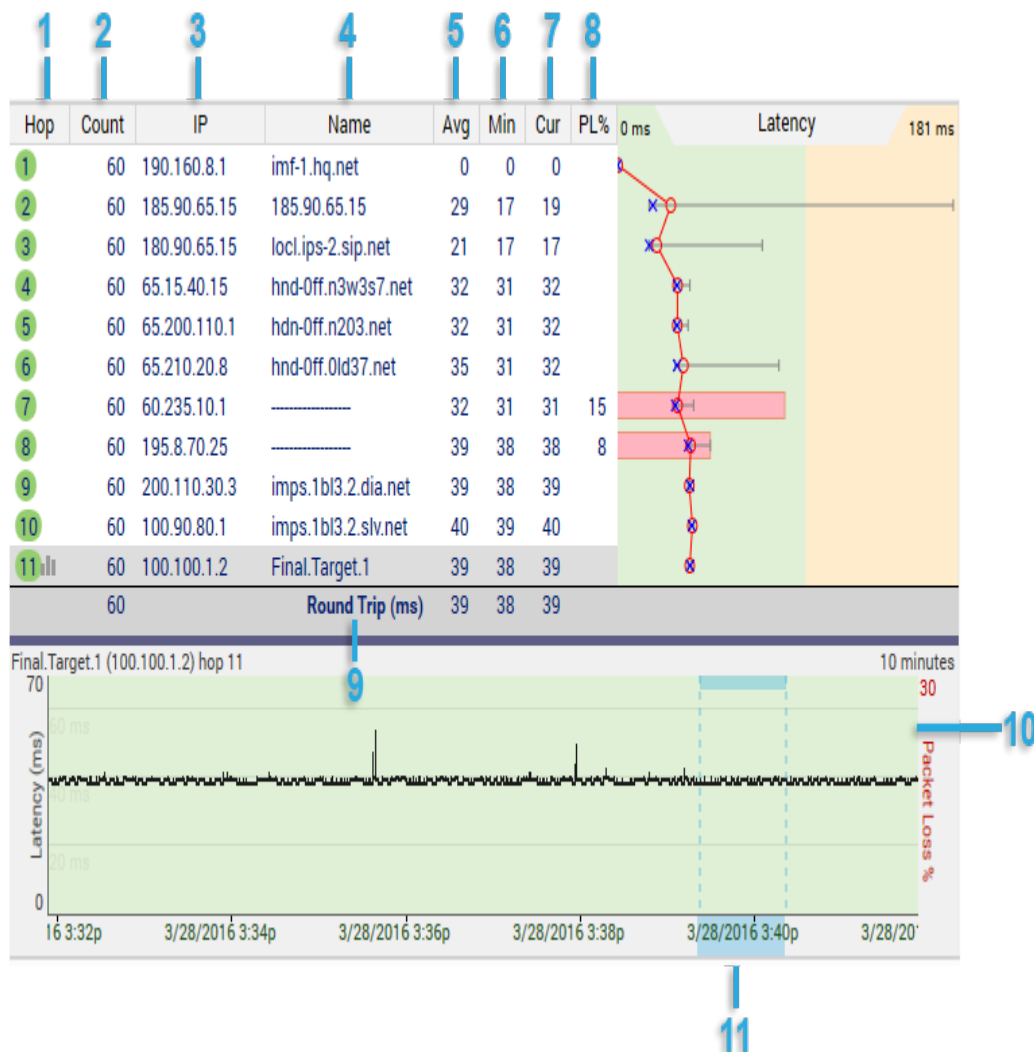 1 2 3 4 5 6 7 8
Hop Count IP Name Avg Min Cur PL% 0 ms Latency 181 ms
1 60 190.160.8.1 imf-1.hq.net 0 0 0
2 60 185.90.65.15 185.90.65.15 29 17 19
3 60 180.90.65.15 locl.ips-2.sip.net 21 17 17
4 60 65.15.40.15 hnd-0ff.n3w3s7.net 32 31 32
5 60 65.200.110.1 hdn-0ff.n203.net 32 31 32
6 60 65.210.20.8 hnd-0ff.0ld37.net 35 31 32
7 60 60.235.10.1 ------------------ 32 31 31 15
8 60 195.8.70.25 ------------------ 39 38 38 8
9 60 200.110.30.3 imps.1bl3.2.dia.net 39 38 39
10 60 100.90.80.1 imps.1bl3.2.slv.net 40 39 40
11 60 100.100.1.2 Final.Target.1 39 38 39
60 Round Trip (ms) 39 38 39
9
Final.Target.1 (100.100.1.2) hop 11 10 minutes
70 30
60 ms
10
Latency (ms)
Packet Loss %
40 ms
20 ms
0
16 3:32p 3/28/2016 3:34p 3/28/2016 3:36p 3/28/2016 3:38p 3/28/2016 3:40p 3/28/201
11